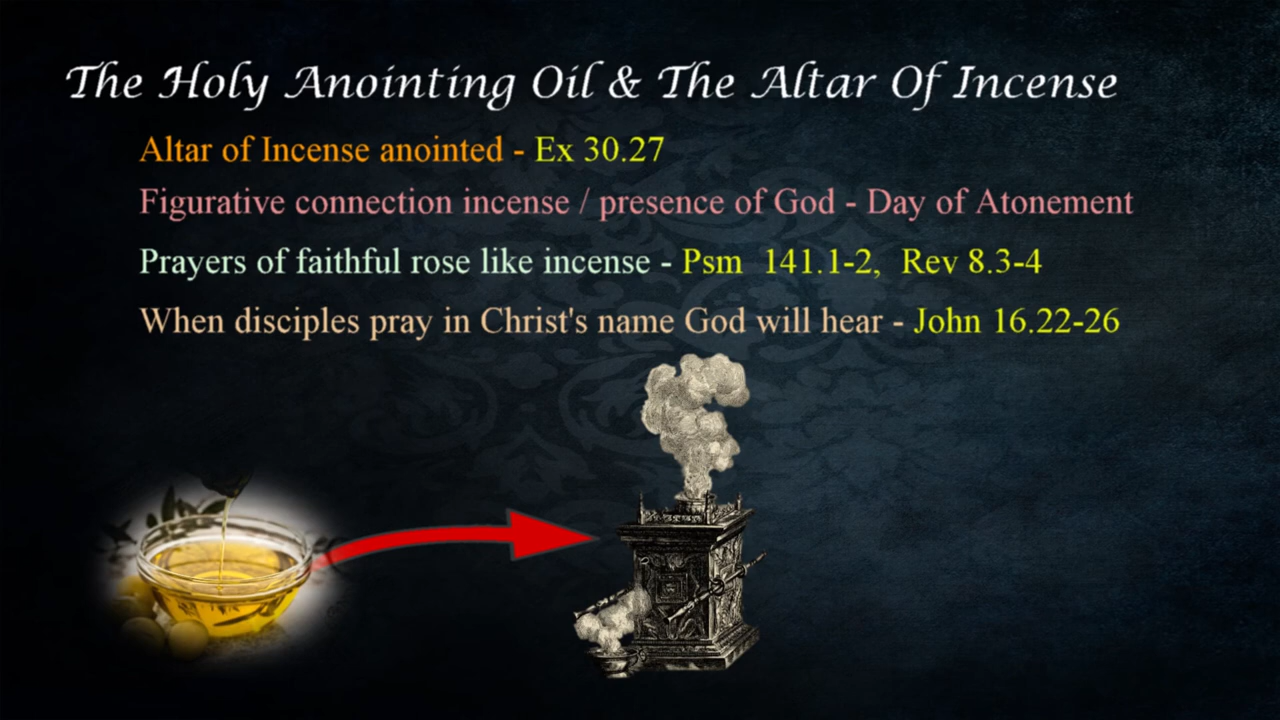 The Holy Anointing Oil & The Altar Of Incense
Altar of Incense anointed - Ex 30.27
Figurative connection incense / presence of God - Day of Atonement
Prayers of faithful rose like incense - Psm 141.1-2, Rev 8.3-4
When disciples pray in Christ's name God will hear - John 16.22-26